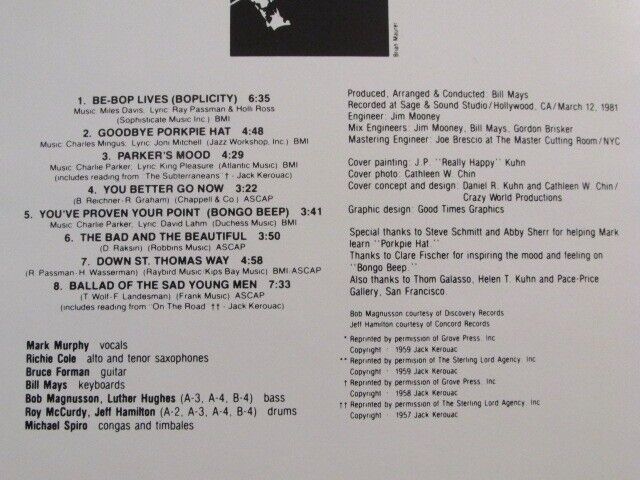 Brian Maurer
1. BE-BOP LIVES (BOPLICITY) 6:35
Music: Miles Davis, Lyric: Ray Passman & Holli Ross
(Sophisticate Music Inc.) BMI
2. GOODBYE PORKPIE HAT 4:48
Music: Charles Mingus, Lyric: Joni Mitchell (Jazz Workshop, Inc.) BMI
3. PARKER'S MOOD 4:29
Music: Charlie Parker, Lyric: King Pleasure (Atlantic Music) BMI
(includes reading from The Subterraneans † - Jack Kerouac)
4. YOU BETTER GO NOW 3:22
(B. Reichner- R. Graham) (Chappell & Co.) ASCAP
5. YOU'VE PROVEN YOUR POINT (BONGO BEEP) 3:41
Music: Charlie Parker, Lyric: David Lahm (Duchess Music) BMI
6. THE BAD AND THE BEAUTIFUL 3:50
(D. Raksin) (Robbins Music) ASCAP
7. DOWN ST. THOMAS WAY 4:58
(R. Passman-H. Wasserman) (Raybird Music/Kips Bay Music) BMI-ASCAP
8. BALLAD OF THE SAD YOUNG MEN 7:33
(T. Wolf-F. Landesman) (Frank Music) ASCAP
(includes reading from "On The Road" †† - Jack Kerouac)
Mark Murphy vocals
Richie Cole alto and tenor saxophones
Bruce Forman guitar
Bill Mays keyboards
Bob Magnusson, Luther Hughes (A-3, A-4, B-4) bass
Roy McCurdy, Jeff Hamilton (A-2, A-3, A-4, B-4) drums
Michael Spiro congas and timbales
Produced, Arranged & Conducted: Bill Mays
Recorded at Sage & Sound Studio/Hollywood, CA/March 12, 1981
Engineer: Jim Mooney
Mix Engineers: Jim Mooney, Bill Mays, Gordon Brisker
Mastering Engineer: Joe Brescio at The Master Cutting Room/NYC
Cover painting: J.P. "Really Happy" Kuhn
Cover photo: Cathleen W. Chin
Cover concept and design: Daniel R. Kuhn and Cathleen W. Chin/
Crazy World Productions
Graphic design: Good Times Graphics
Special thanks to Steve Schmitt and Abby Sherr for helping Mark
learn "Porkpie Hat."
Thanks to Clare Fischer for inspiring the mood and feeling on
"Bongo Beep."
Also thanks to Thom Galasso, Helen T. Kuhn and Pace-Price
Gallery, San Francisco.
Bob Magnusson courtesy of Discovery Records
Jeff Hamilton courtesy of Concord Records
* Reprinted by permission of Grove Press. Inc
Copyright · 1959 Jack Kerouac
** Reprinted by permission of The Sterling Lord Agency. Inc
Copyright · 1959 Jack Kerouac
† Reprinted by permission of Grove Press. Inc
Copyright · 1958 Jack Kerouac
†† Reprinted by permission of The Sterling Lord Agency. Inc
Copyright · 1957 Jack Kerouac